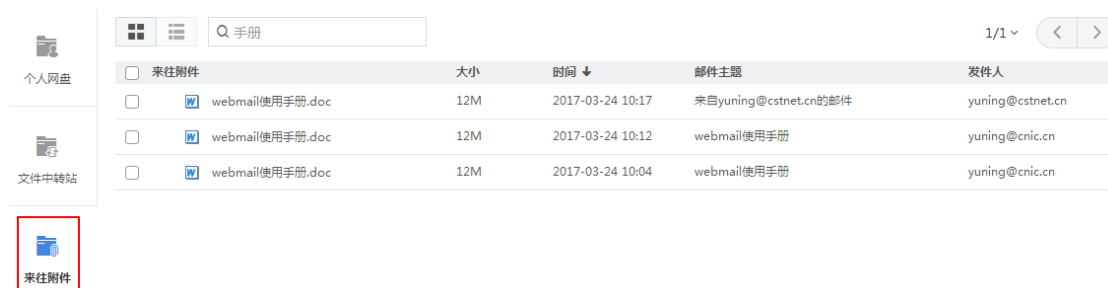 手册
1/1
个人网盘
来往附件 大小 时间 邮件主题 发件人
webmail使用手册.doc 12M 2017-03-24 10:17 来自yuning@cstnet.cn的邮件 yuning@cstnet.cn
webmail使用手册.doc 12M 2017-03-24 10:12 webmail使用手册 yuning@cnic.cn
文件中转站
webmail使用手册.doc 12M 2017-03-24 10:04 webmail使用手册 yuning@cnic.cn
来往附件